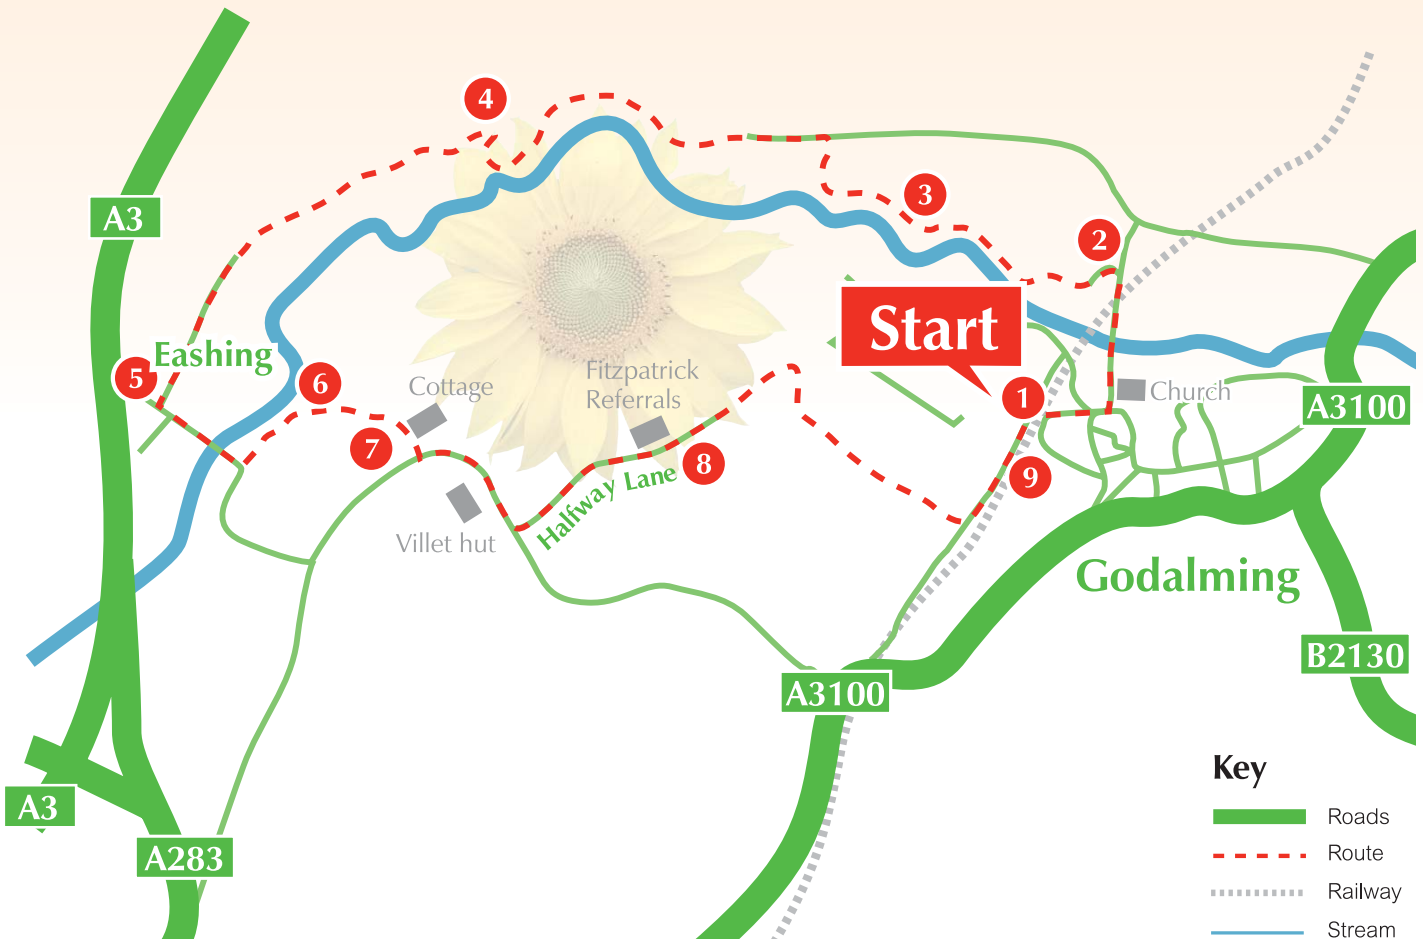 4
A3
3
2
Start
Eashing
5
6
Cottage
Fitzpatrick
Referrals
1
Church
A3100
7
8
9
Halfway Lane
Villet hut
Godalming
B2130
A3100
Key
A3
Roads
A283
Route
Railway
Stream